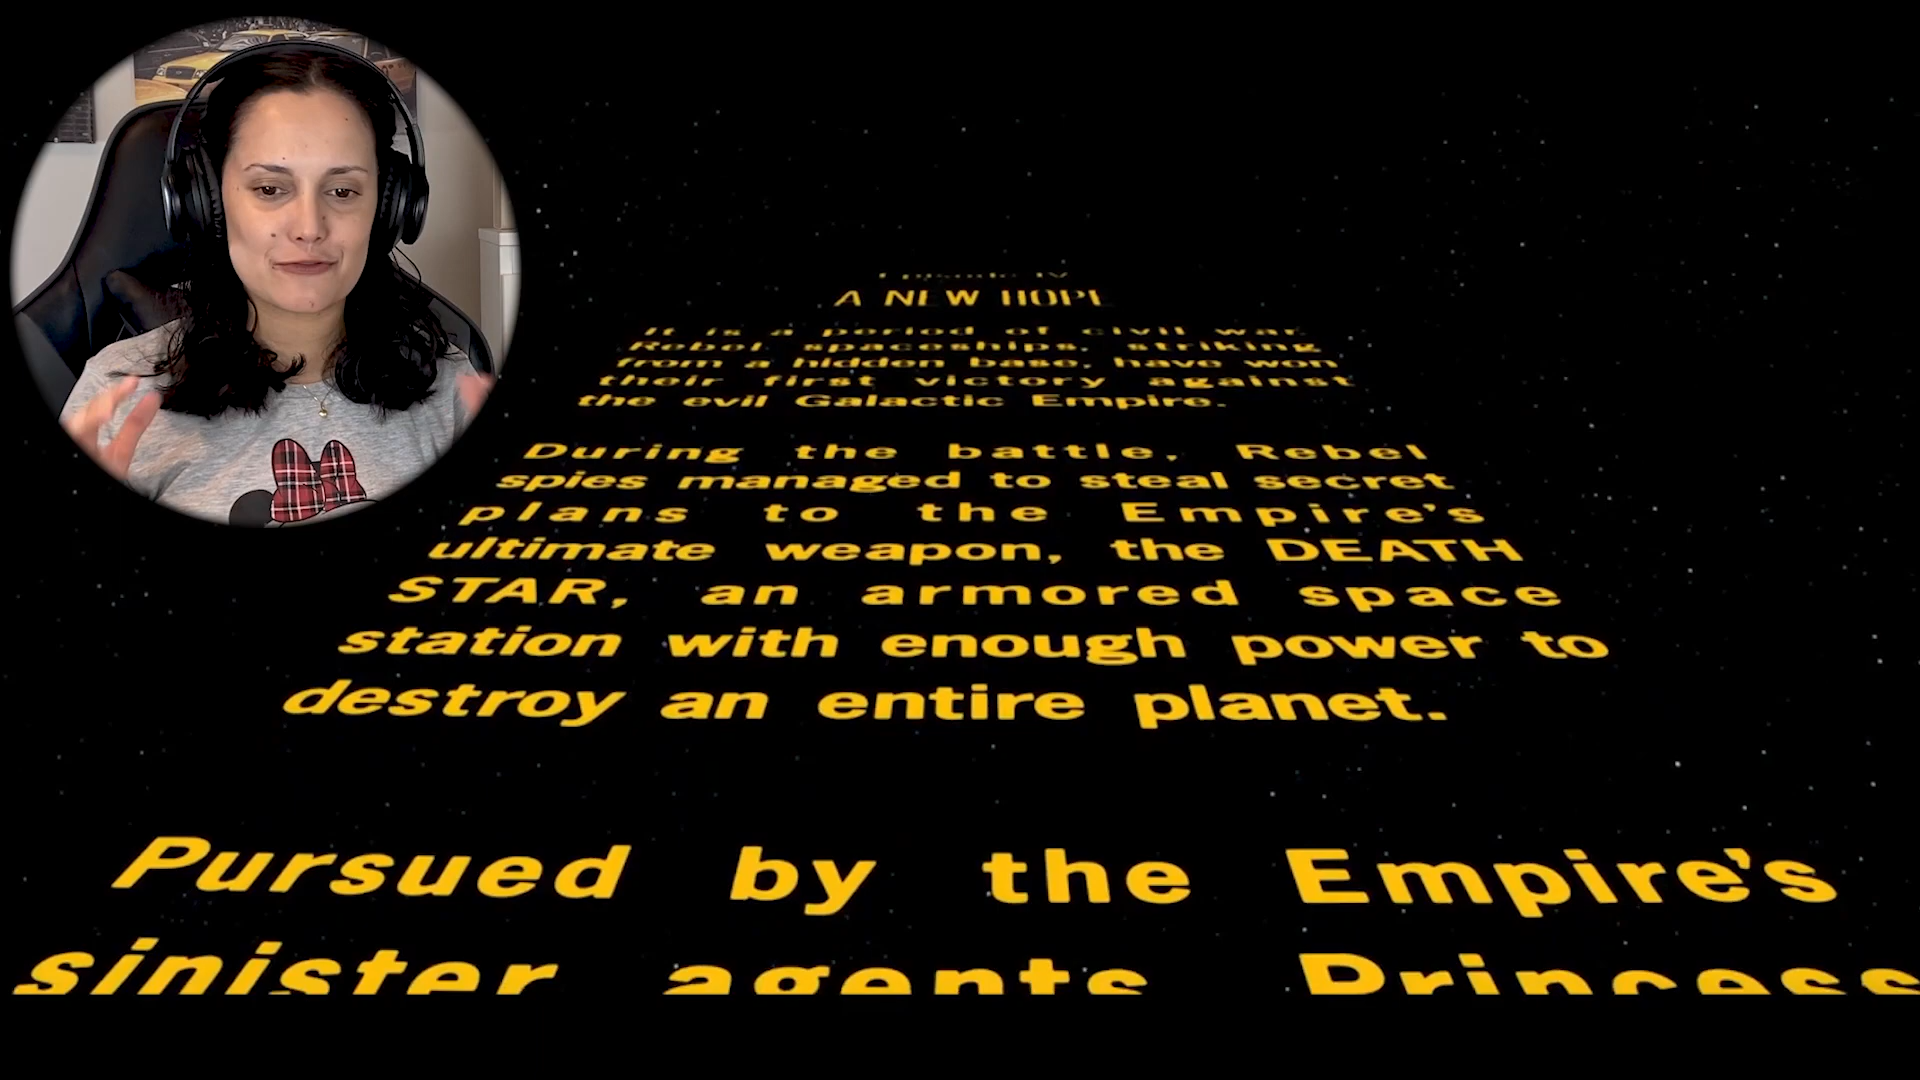 Episode IV
A NEW HOPE
It is a period of civil war.
Rebel spaceships, striking
from a hidden base, have won
their first victory against
the evil Galactic Empire.
During the battle, Rebel
spies managed to steal secret
plans to the Empire's
ultimate weapon, the DEATH
STAR, an armored space
station with enough power to
destroy an entire planet.
Pursued by the Empire's
sinister agents, Princess